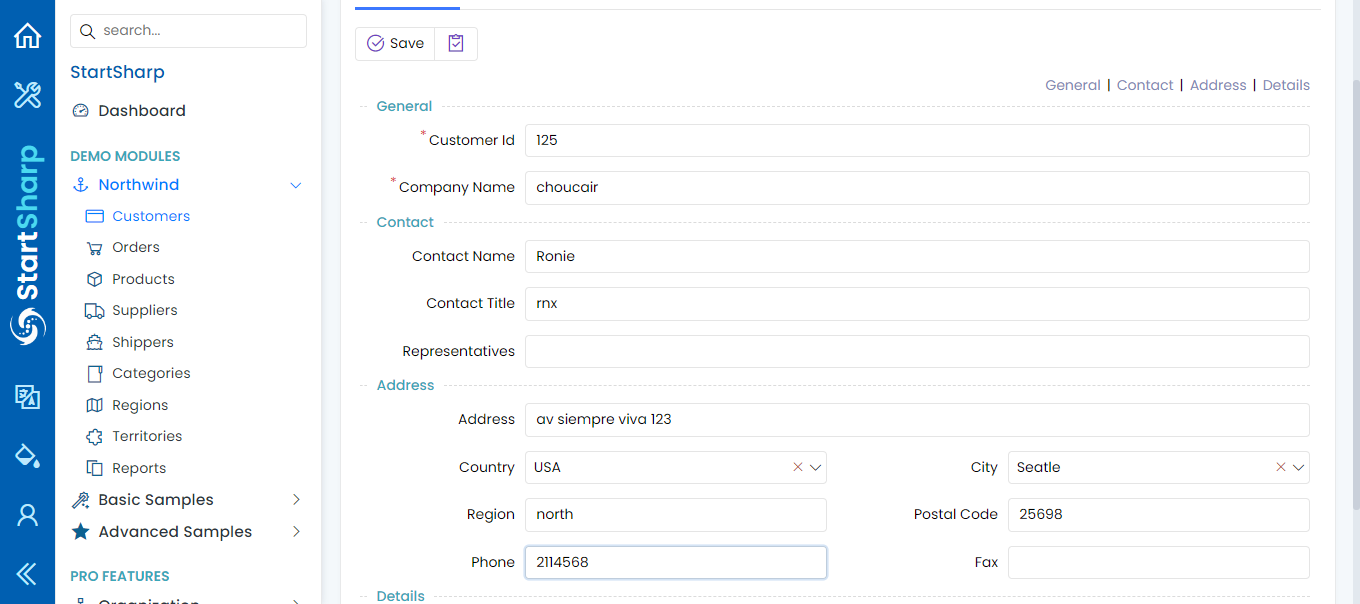 search...
StartSharp
Dashboard
DEMO MODULES
Northwind
Customers
Orders
Products
Suppliers
Shippers
Categories
Regions
Territories
Reports
Basic Samples
Advanced Samples
PRO FEATURES
Organization
StartSharp
Save
General | Contact | Address | Details
General
*Customer Id 125
*Company Name choucair
Contact
Contact Name Ronie
Contact Title rnx
Representatives
Address
Address av siempre viva 123
Country USA City Seatle
Region north Postal Code 25698
Phone 2114568 Fax
Details